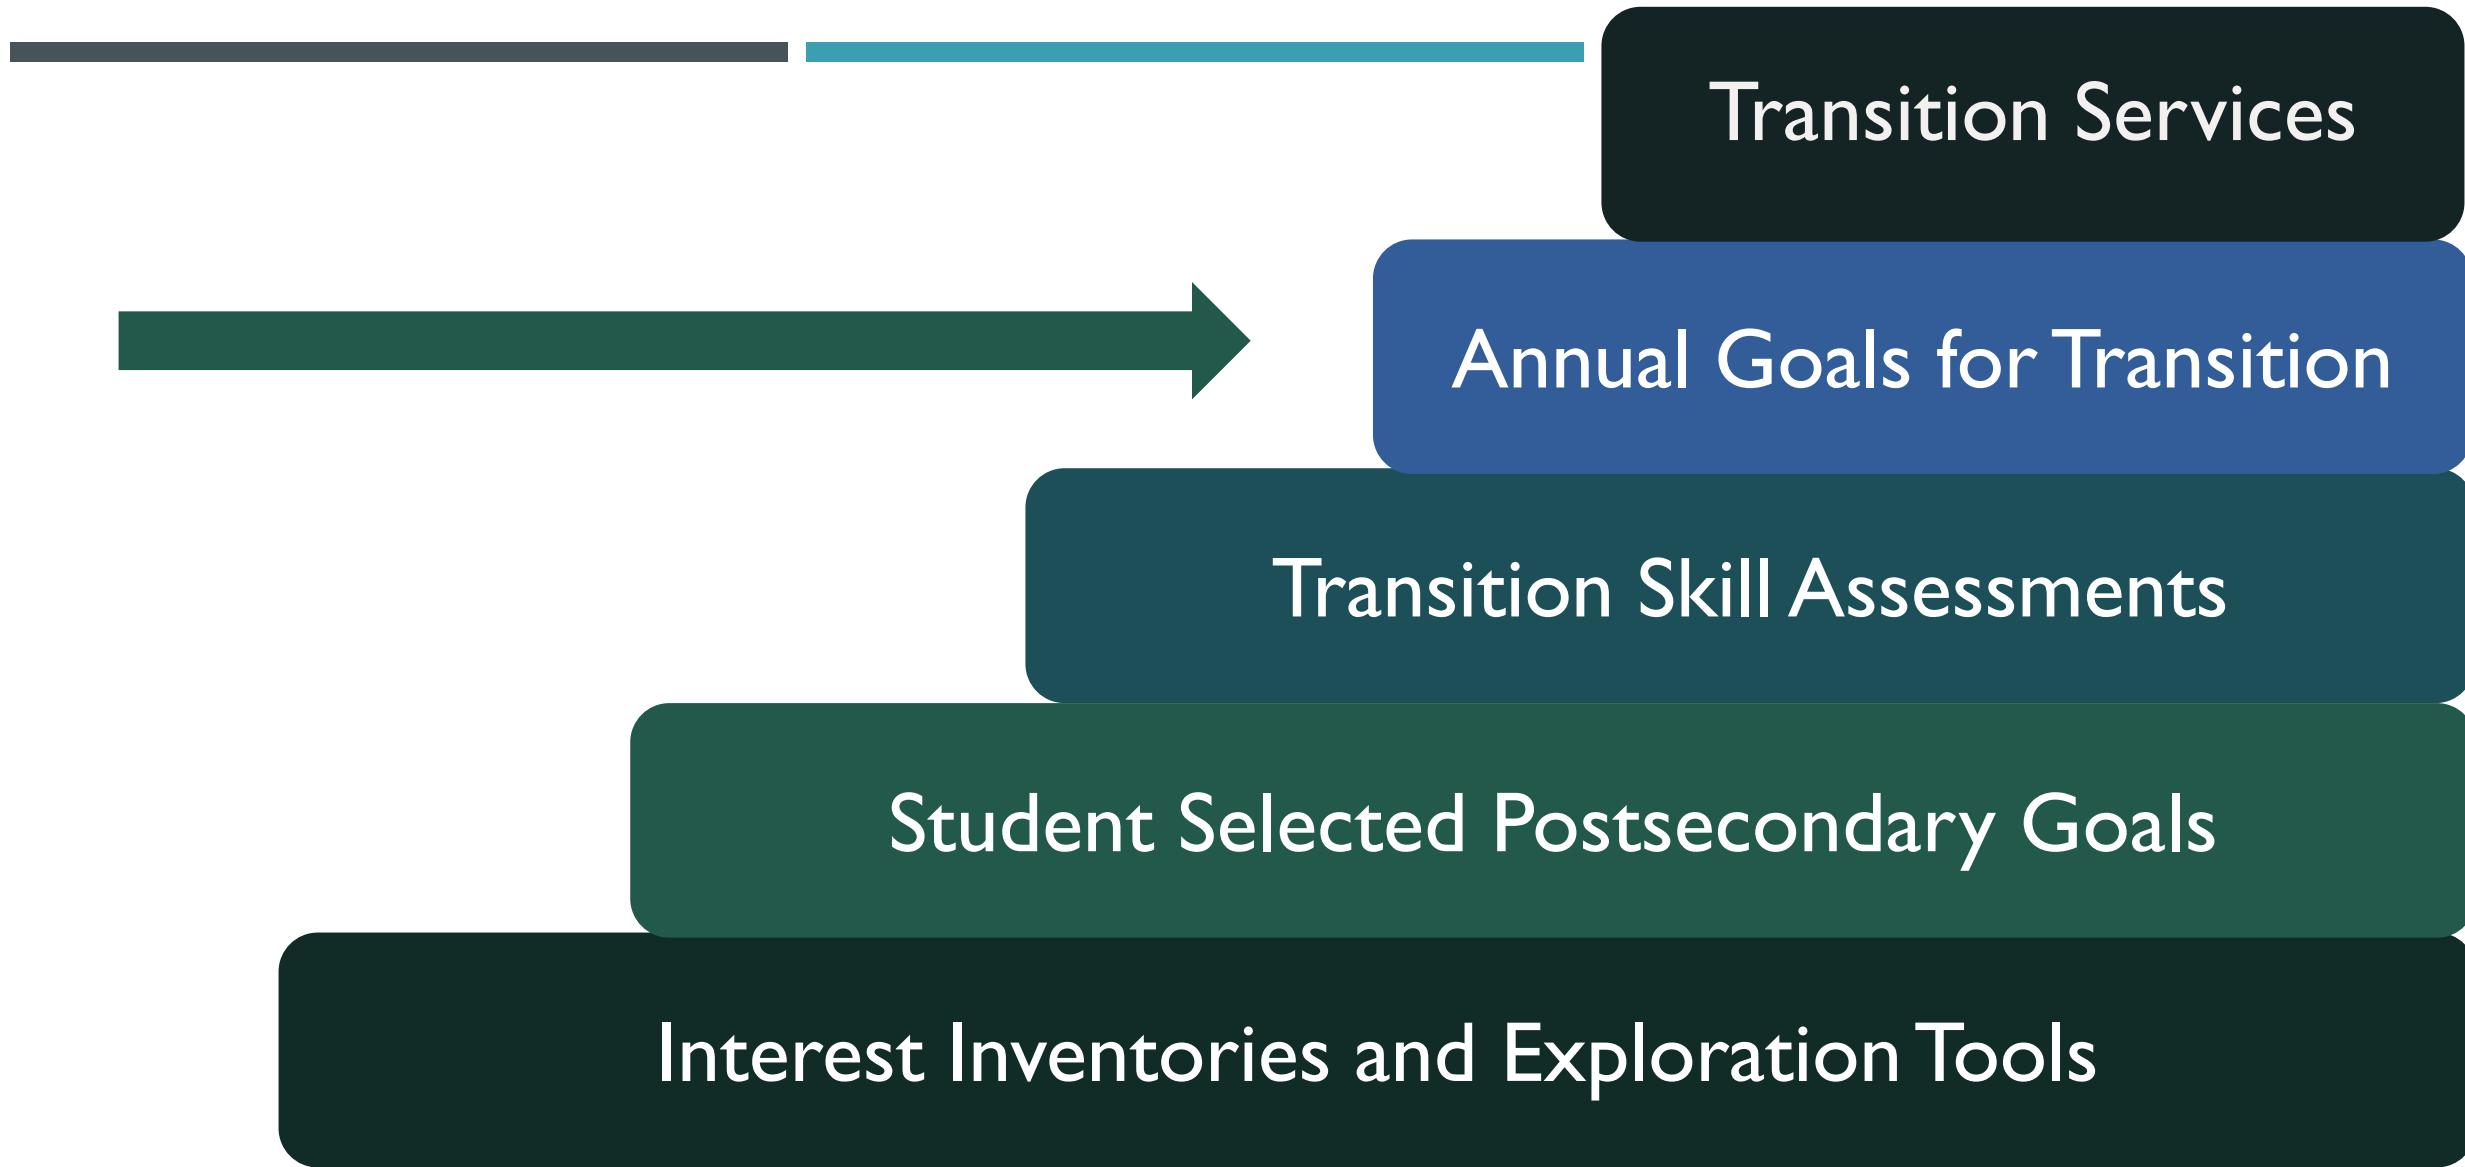 Transition Services
Annual Goals for Transition
Transition Skill Assessments
Student Selected Postsecondary Goals
Interest Inventories and Exploration Tools